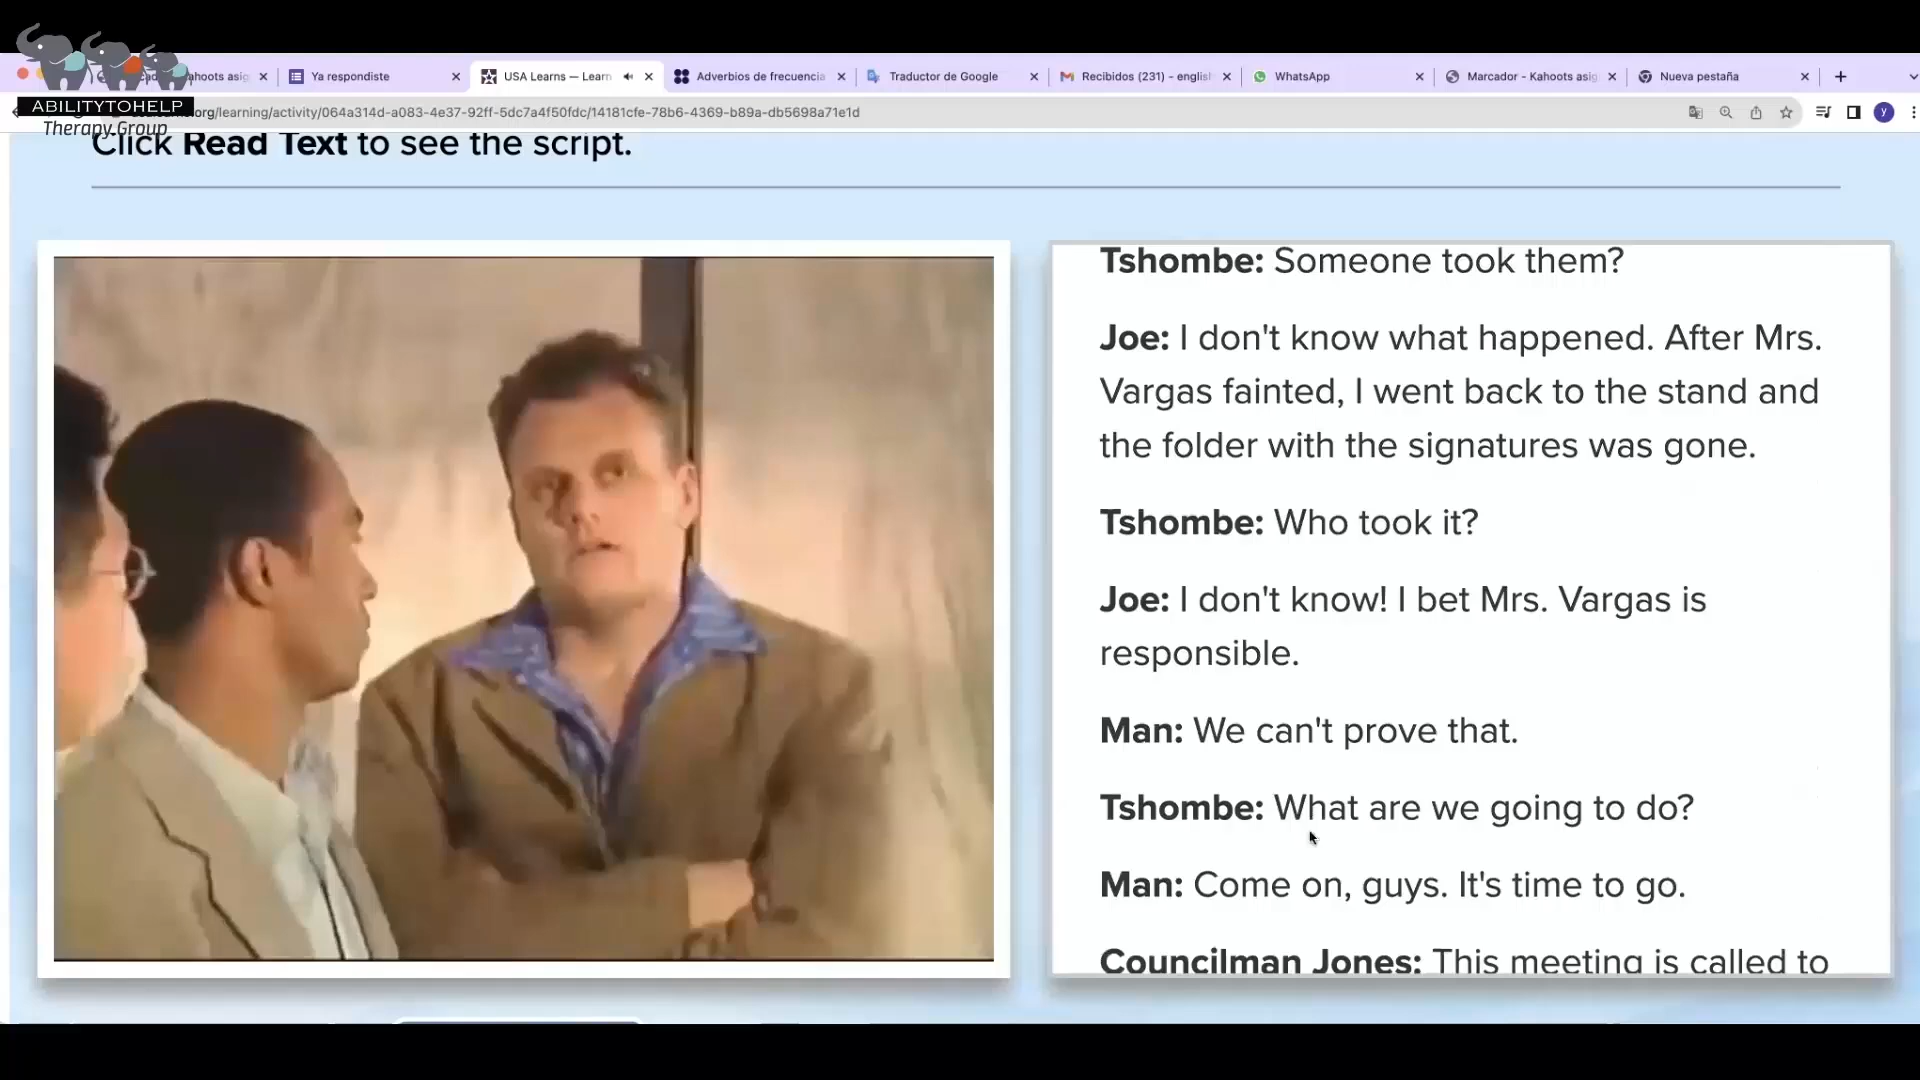 ABILITYTOHELP
Therapy Group
Kahoots asig
Ya respondiste
USA Learns — Learn
Adverbios de frecuencia
Traductor de Google
Recibidos (231) - english
WhatsApp
Marcador - Kahoots asig
Nueva pestaña
/learning/activity/064a314d-a083-4e37-92ff-5dc7a4f50fdc/14181cfe-78b6-4369-b89a-db5698a71e1d
y
Click Read Text to see the script.
Tshombe: Someone took them?
Joe: I don't know what happened. After Mrs.
Vargas fainted, I went back to the stand and
the folder with the signatures was gone.
Tshombe: Who took it?
Joe: I don't know! I bet Mrs. Vargas is
responsible.
Man: We can't prove that.
Tshombe: What are we going to do?
Man: Come on, guys. It's time to go.
Councilman Jones: This meeting is called to